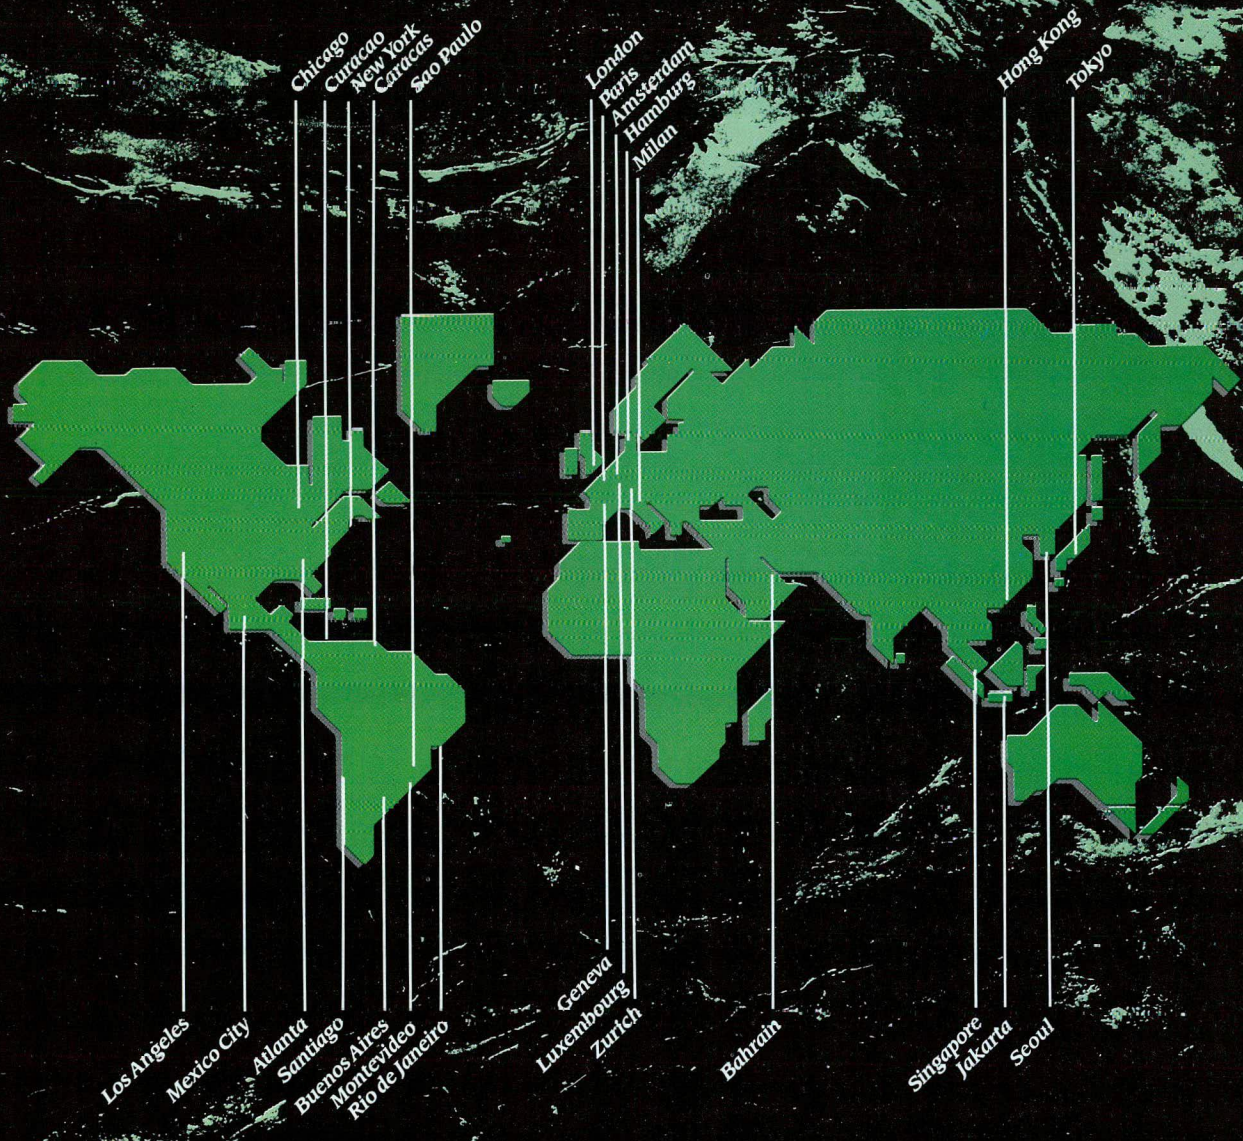 Chicago
Curacao
New York
Caracas
Sao Paulo
London
Paris
Amsterdam
Hamburg
Milan
Hong Kong
Tokyo
Los Angeles
Mexico City
Atlanta
Santiago
Buenos Aires
Montevideo
Rio de Janeiro
Geneva
Luxembourg
Zurich
Bahrain
Singapore
Jakarta
Seoul